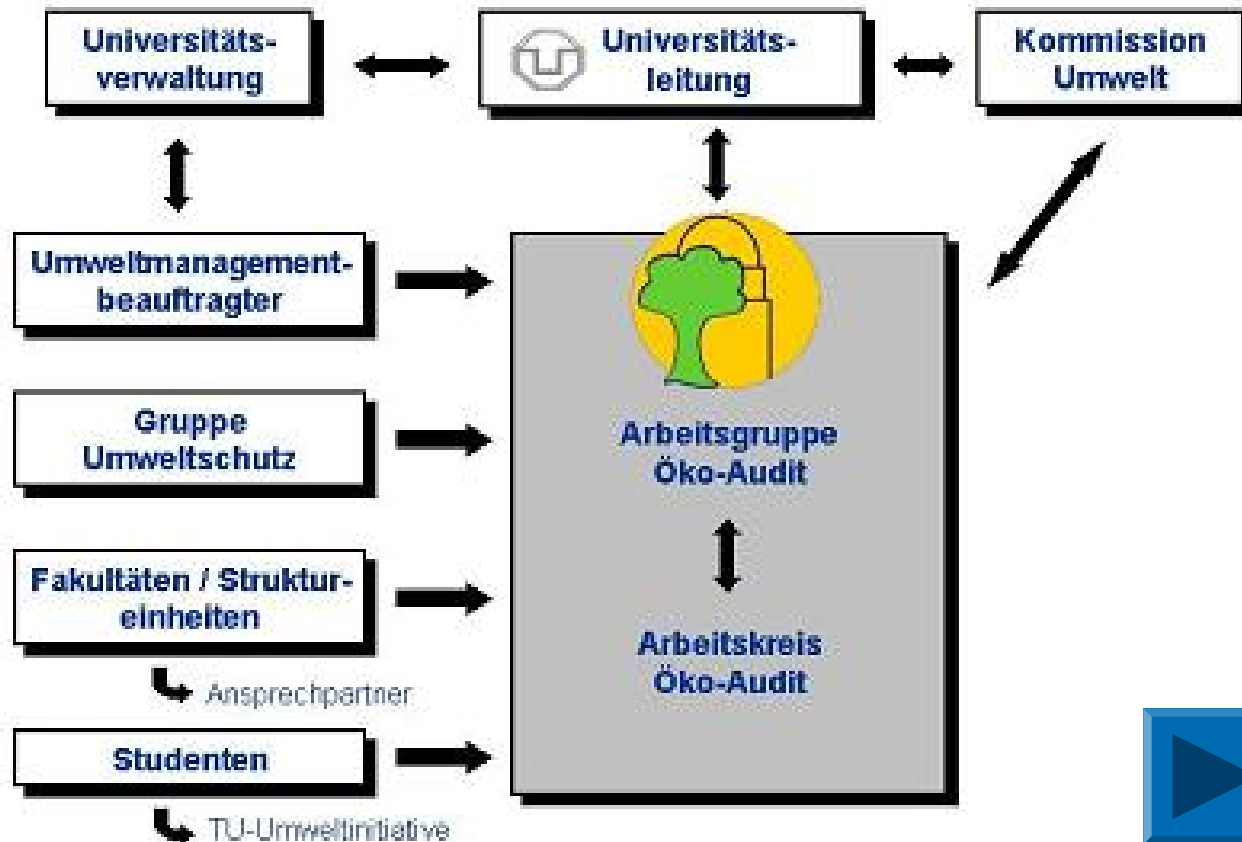 Universitäts-
verwaltung
Universitäts-
leitung
Kommission
Umwelt
Umweltmanagement-
beauftragter
Gruppe
Umweltschutz
Fakultäten / Struktur-
einheiten
Ansprechpartner
Studenten
TU-Umweltinitiative
Arbeitsgruppe
Öko-Audit
Arbeitskreis
Öko-Audit